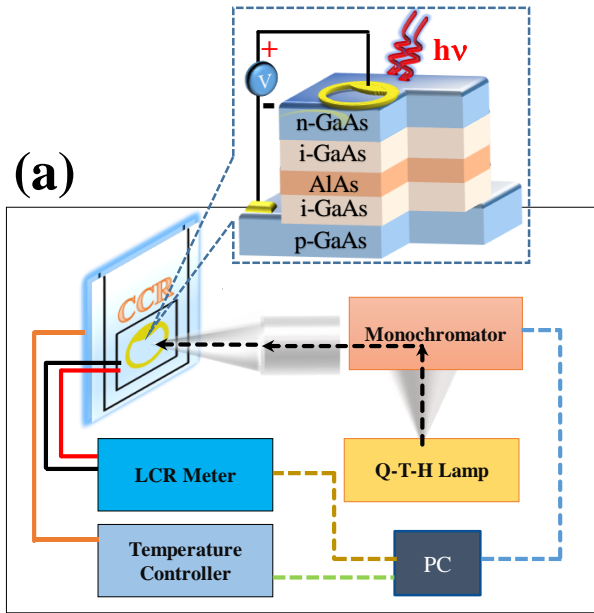 +
hν
V
-
n-GaAs
i-GaAs
AlAs
i-GaAs
p-GaAs
(a)
CCR
Monochromator
LCR Meter
Q-T-H Lamp
Temperature
Controller
PC